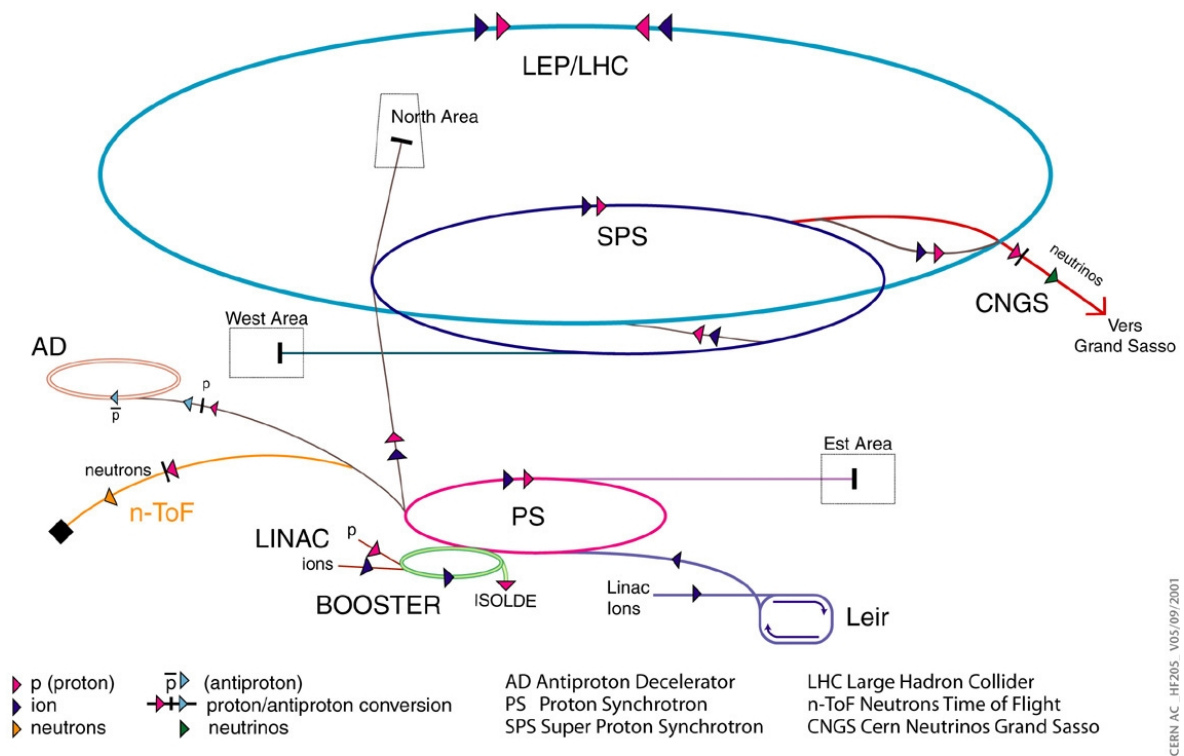 LEP/LHC
North Area
SPS
neutrinos
CNGS
Vers
Grand Sasso
West Area
AD
p
p̅
Est Area
neutrons
n-ToF
PS
LINAC
p
ions
BOOSTER
ISOLDE
Linac
Ions
Leir
p (proton)
ion
neutrons
p̅ (antiproton)
proton/antiproton conversion
neutrinos
AD Antiproton Decelerator
PS Proton Synchrotron
SPS Super Proton Synchrotron
LHC Large Hadron Collider
n-ToF Neutrons Time of Flight
CNGS Cern Neutrinos Grand Sasso
CERN AC _HF205_ V05/09/2001